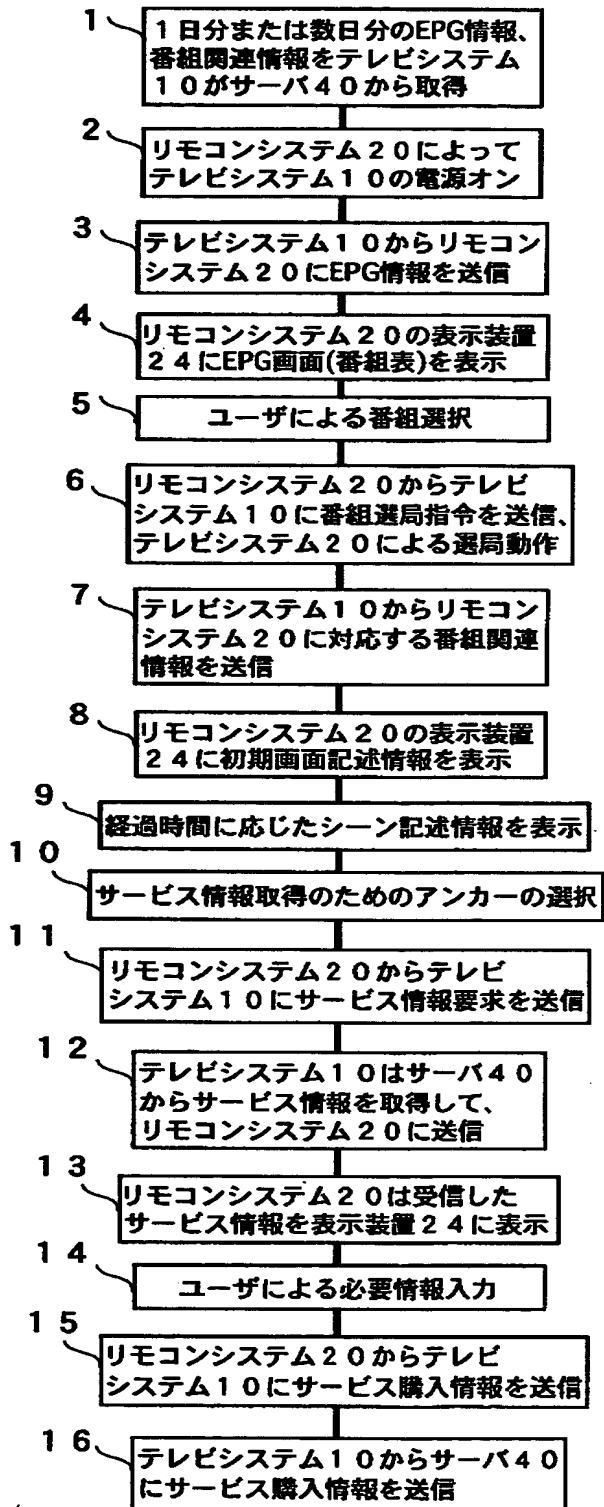 1
１日分または数日分のEPG情報、
番組関連情報をテレビシステム
１０がサーバ４０から取得
2
リモコンシステム２０によって
テレビシステム１０の電源オン
3
テレビシステム１０からリモコン
システム２０にEPG情報を送信
4
リモコンシステム２０の表示装置
２４にEPG画面(番組表)を表示
5
ユーザによる番組選択
6
リモコンシステム２０からテレビ
システム１０に番組選局指令を送信、
テレビシステム２０による選局動作
7
テレビシステム１０からリモコン
システム２０に対応する番組関連
情報を送信
8
リモコンシステム２０の表示装置
２４に初期画面記述情報を表示
9
経過時間に応じたシーン記述情報を表示
１０
サービス情報取得のためのアンカーの選択
１１
リモコンシステム２０からテレビ
システム１０にサービス情報要求を送信
１２
テレビシステム１０はサーバ４０
からサービス情報を取得して、
リモコンシステム２０に送信
１３
リモコンシステム２０は受信した
サービス情報を表示装置２４に表示
１４
ユーザによる必要情報入力
１５
リモコンシステム２０からテレビ
システム１０にサービス購入情報を送信
１６
テレビシステム１０からサーバ４０
にサービス購入情報を送信